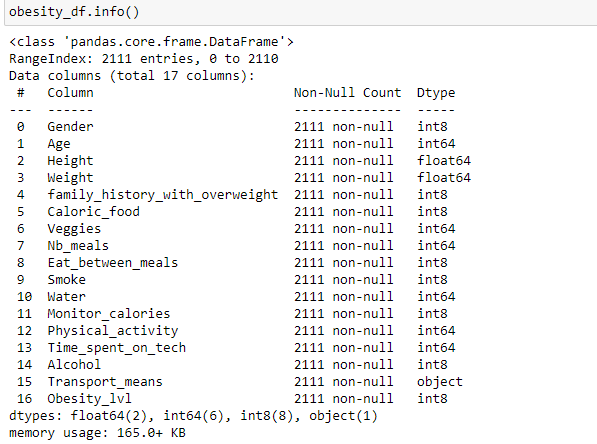 obesity_df.info()
<class 'pandas.core.frame.DataFrame'>
RangeIndex: 2111 entries, 0 to 2110
Data columns (total 17 columns):
 #   Column                          Non-Null Count  Dtype
---  ------                          --------------  -----
 0   Gender                          2111 non-null   int8
 1   Age                             2111 non-null   int64
 2   Height                          2111 non-null   float64
 3   Weight                          2111 non-null   float64
 4   family_history_with_overweight  2111 non-null   int8
 5   Caloric_food                    2111 non-null   int8
 6   Veggies                         2111 non-null   int64
 7   Nb_meals                        2111 non-null   int64
 8   Eat_between_meals               2111 non-null   int8
 9   Smoke                           2111 non-null   int8
 10  Water                           2111 non-null   int64
 11  Monitor_calories                2111 non-null   int8
 12  Physical_activity               2111 non-null   int64
 13  Time_spent_on_tech              2111 non-null   int64
 14  Alcohol                         2111 non-null   int8
 15  Transport_means                 2111 non-null   object
 16  Obesity_lvl                     2111 non-null   int8
dtypes: float64(2), int64(6), int8(8), object(1)
memory usage: 165.0+ KB